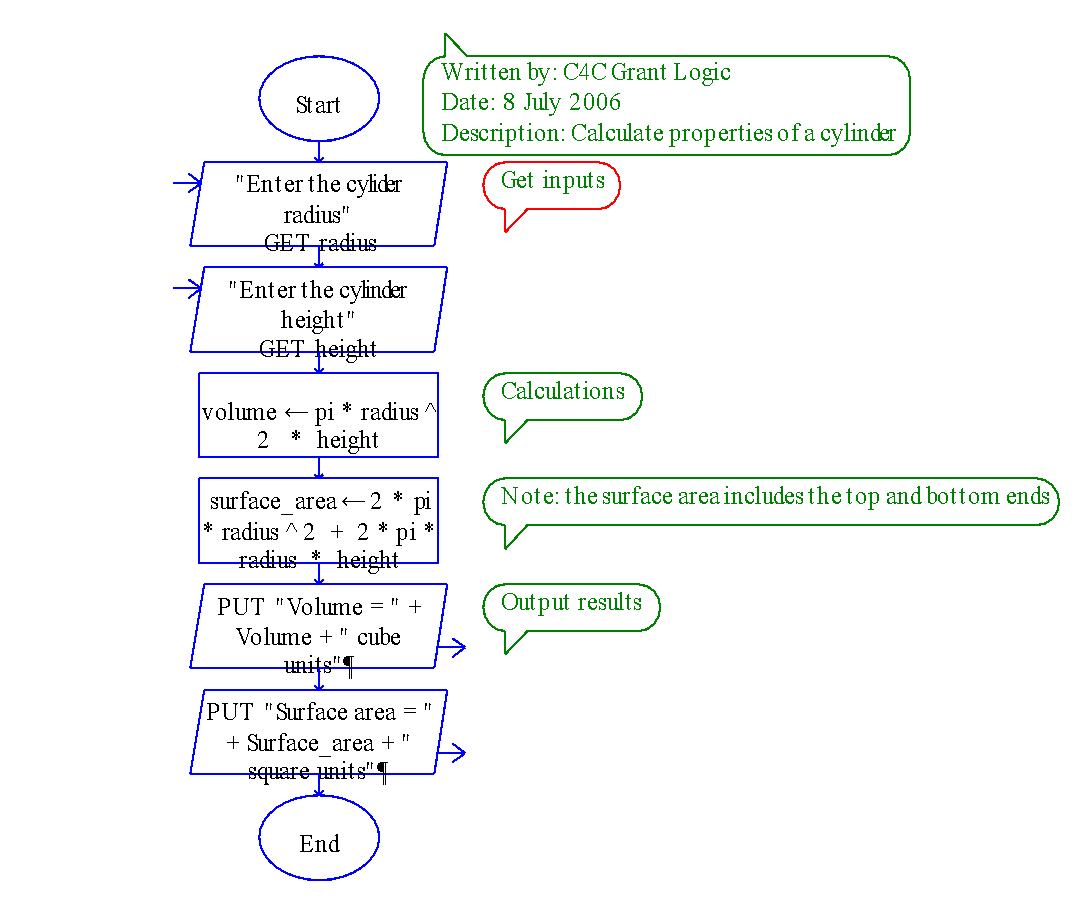 Start
Written by: C4C Grant Logic
Date: 8 July 2006
Description: Calculate properties of a cylinder
"Enter the cylider
radius"
GET radius
Get inputs
"Enter the cylinder
height"
GET height
volume ← pi * radius ^
2 * height
Calculations
surface_area ← 2 * pi
* radius ^ 2 + 2 * pi *
radius * height
Note: the surface area includes the top and bottom ends
PUT "Volume = " +
Volume + " cube
units"¶
Output results
PUT "Surface area = "
+ Surface_area + "
square units"¶
End